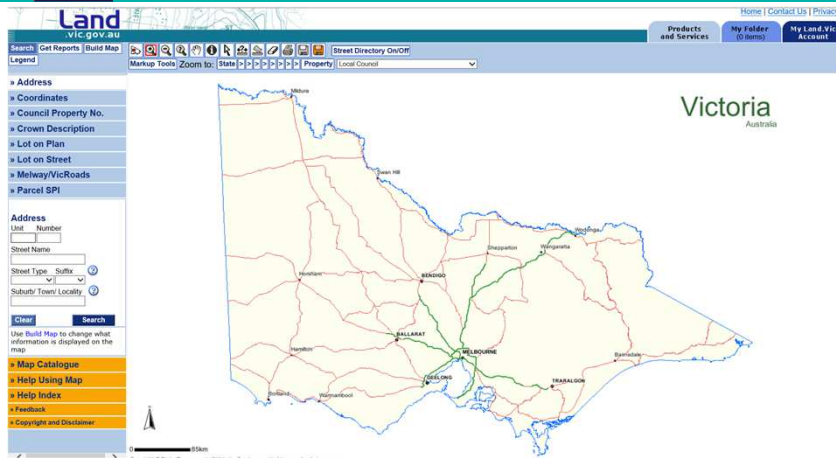 Land
.vic.gov.au
Home | Contact Us | Privacy
Products and Services
My Folder
(0 items)
My Land.Vic
Account
Search Get Reports Build Map
Legend
Street Directory On/Off
Markup Tools Zoom to: State > > > > > > > > > Property Local Council
» Address
» Coordinates
» Council Property No.
» Crown Description
» Lot on Plan
» Lot on Street
» Melway/VicRoads
» Parcel SPI
Address
Unit Number
Street Name
Street Type Suffix
Suburb/ Town/ Locality
Clear Search
Use Build Map to change what
information is displayed on the
map
» Map Catalogue
» Help Using Map
» Help Index
» Feedback
» Copyright and Disclaimer
Victoria
Australia
Mildura
Swan Hill
Wodonga
Shepparton
Wangaratta
Horsham
BENDIGO
BALLARAT
MELBOURNE
Hamilton
Bairnsdale
GEELONG
TRARALGON
Portland
Warrnambool
0 85km